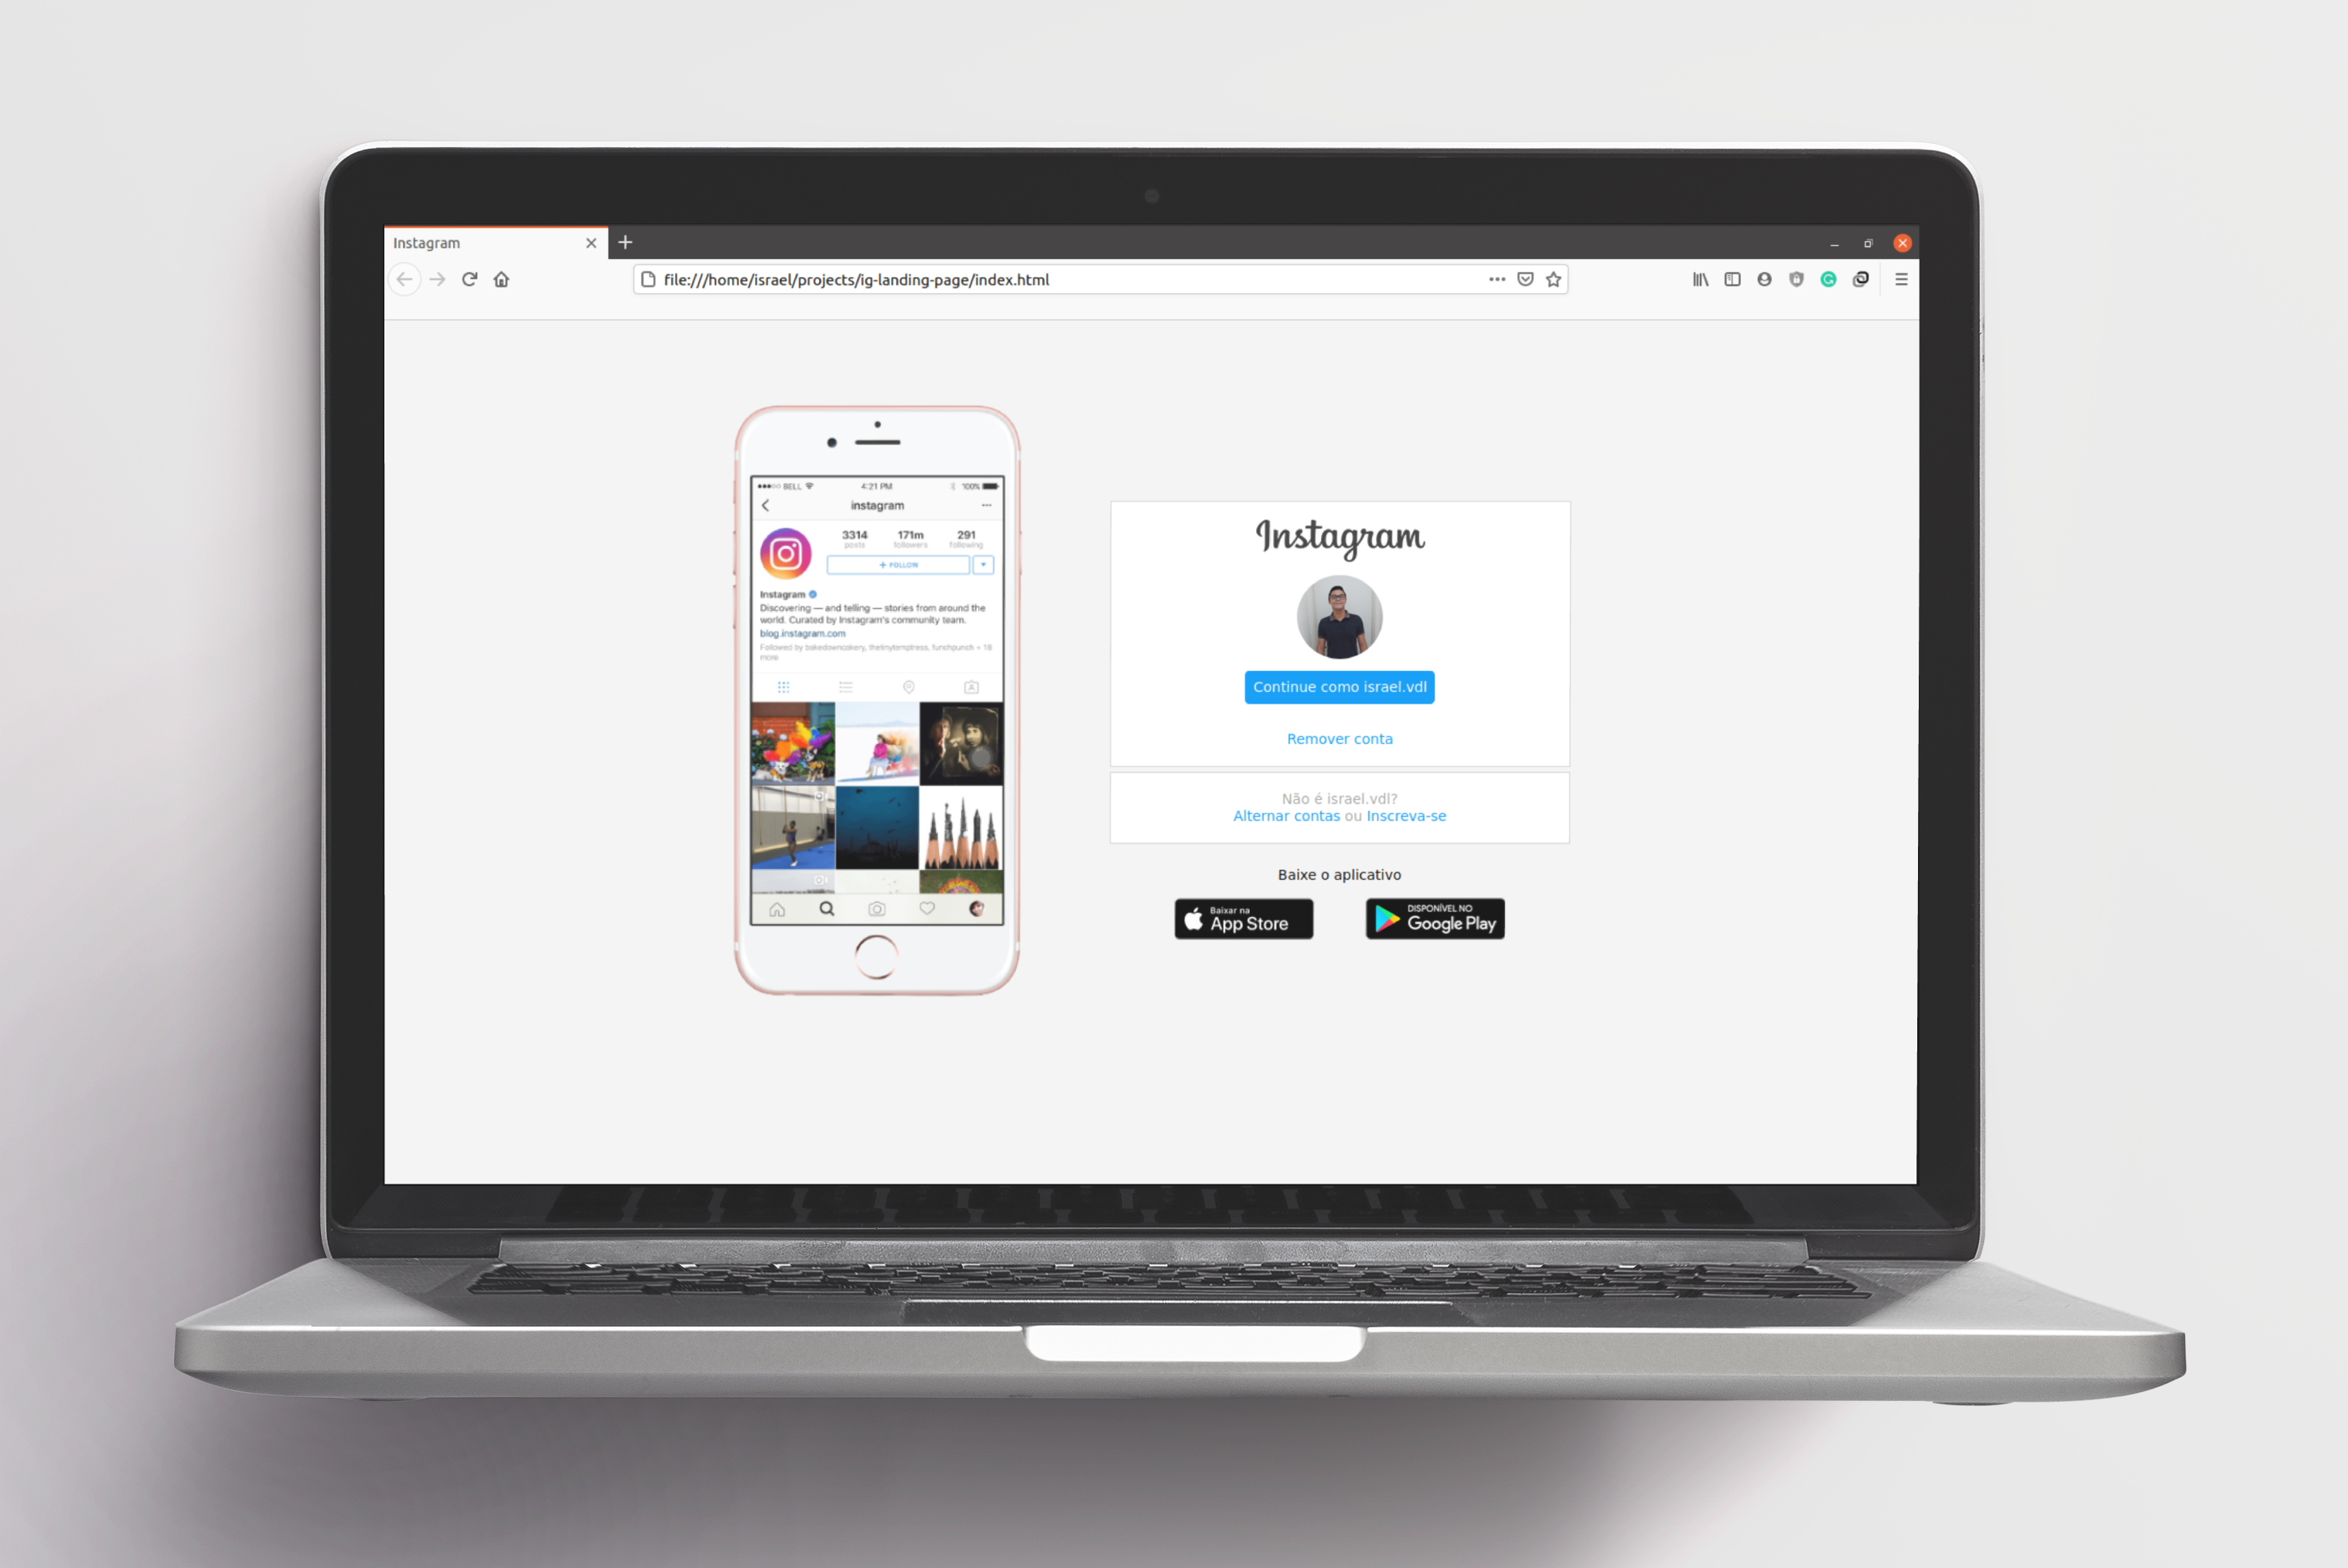 Instagram
file:///home/israel/projects/ig-landing-page/index.html
BELL
4:21 PM
100%
instagram
3314
posts
171m
followers
291
following
+ FOLLOW
Instagram
Discovering — and telling — stories from around the
world. Curated by Instagram's community team.
blog.instagram.com
Followed by bakedowncakery, thetinytemptress, funchpunch + 18
more
Instagram
Continue como israel.vdl
Remover conta
Não é israel.vdl?
Alternar contas ou Inscreva-se
Baixe o aplicativo
Baixar na
App Store
DISPONÍVEL NO
Google Play